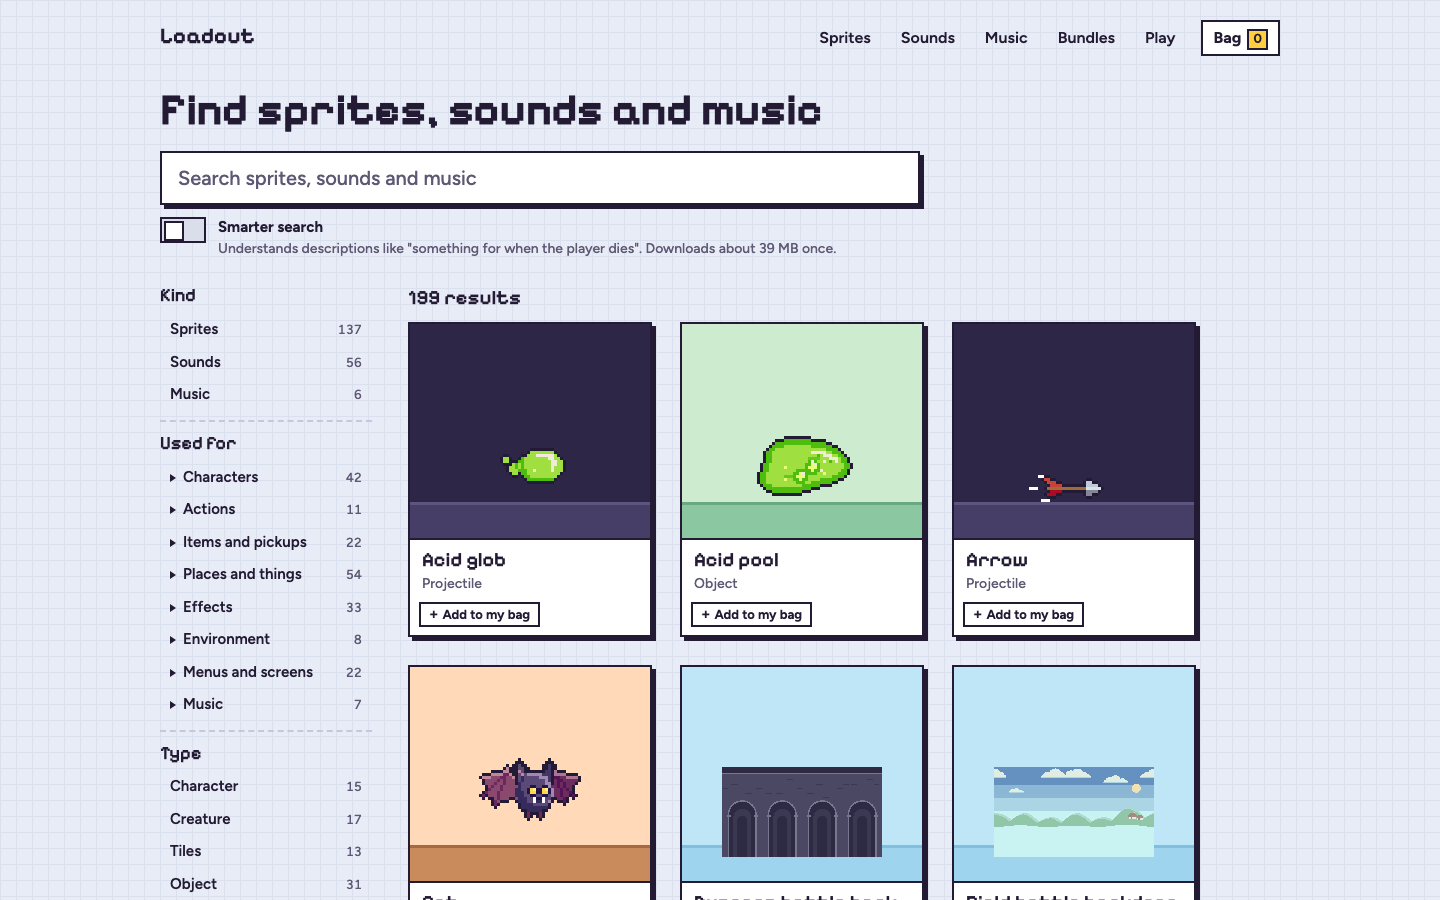 Loadout
Sprites
Sounds
Music
Bundles
Play
Bag 0
Find sprites, sounds and music
Search sprites, sounds and music
Smarter search
Understands descriptions like "something for when the player dies". Downloads about 39 MB once.
Kind
Sprites 137
Sounds 56
Music 6
Used for
Characters 42
Actions 11
Items and pickups 22
Places and things 54
Effects 33
Environment 8
Menus and screens 22
Music 7
Type
Character 15
Creature 17
Tiles 13
Object 31
199 results
Acid glob
Projectile
+ Add to my bag
Acid pool
Object
+ Add to my bag
Arrow
Projectile
+ Add to my bag